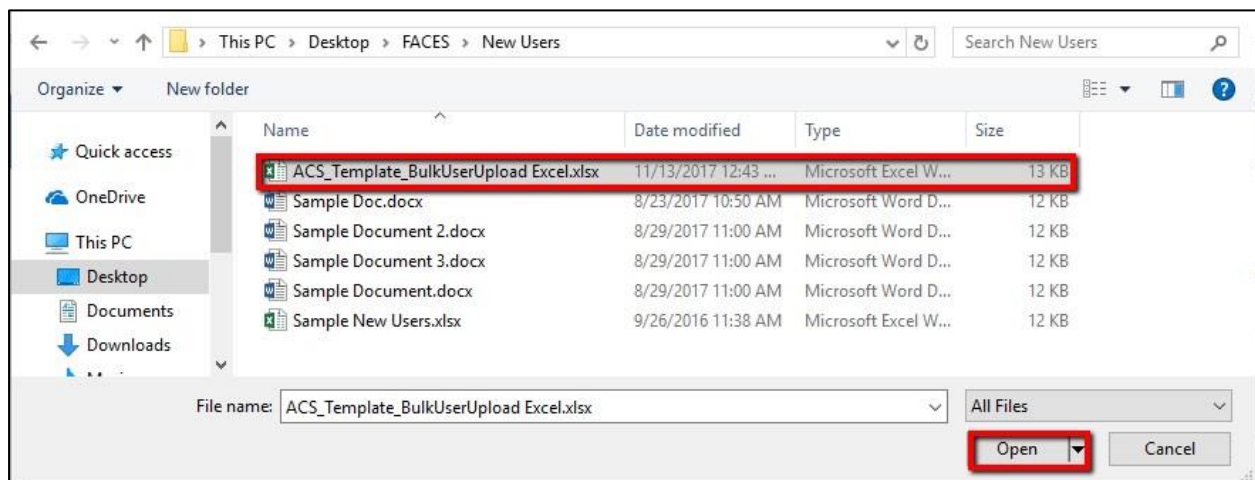 This PC > Desktop > FACES > New Users
Search New Users
Organize
New folder
Name
Date modified
Type
Size
Quick access
OneDrive
This PC
Desktop
Documents
Downloads
ACS_Template_BulkUserUpload Excel.xlsx 11/13/2017 12:43 ... Microsoft Excel W... 13 KB
Sample Doc.docx 8/23/2017 10:50 AM Microsoft Word D... 12 KB
Sample Document 2.docx 8/29/2017 11:00 AM Microsoft Word D... 12 KB
Sample Document 3.docx 8/29/2017 11:00 AM Microsoft Word D... 12 KB
Sample Document.docx 8/29/2017 11:00 AM Microsoft Word D... 12 KB
Sample New Users.xlsx 9/26/2016 11:38 AM Microsoft Excel W... 12 KB
File name: ACS_Template_BulkUserUpload Excel.xlsx
All Files
Open
Cancel